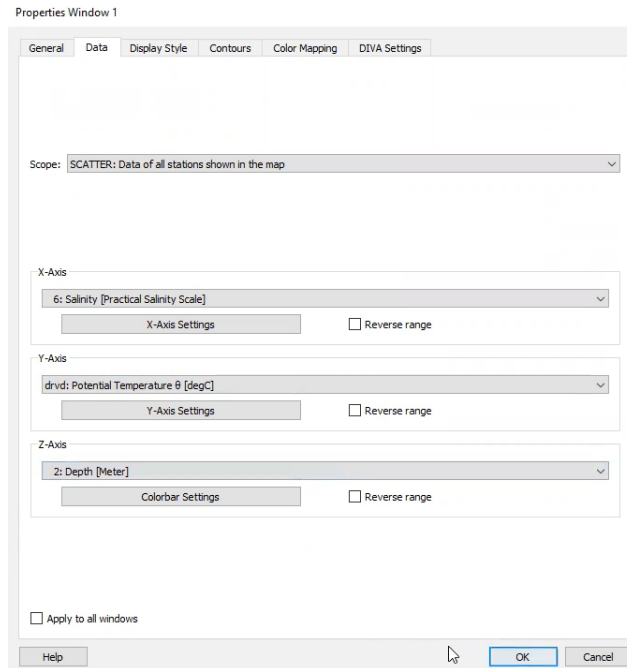 Properties Window 1
General Data Display Style Contours Color Mapping DIVA Settings
Scope: SCATTER: Data of all stations shown in the map
X-Axis
6: Salinity [Practical Salinity Scale]
X-Axis Settings Reverse range
Y-Axis
drvd: Potential Temperature θ [degC]
Y-Axis Settings Reverse range
Z-Axis
2: Depth [Meter]
Colorbar Settings Reverse range
Apply to all windows
Help OK Cancel